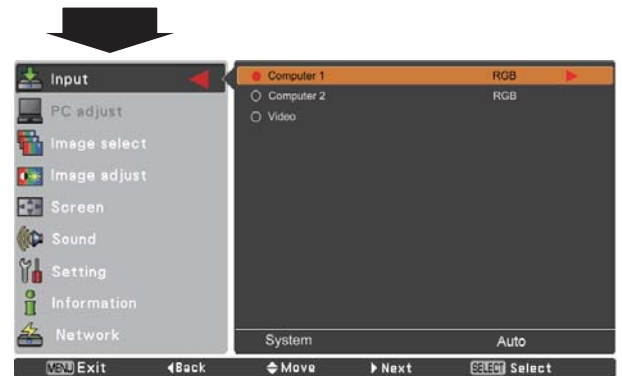 Input
PC adjust
Image select
Image adjust
Screen
Sound
Setting
Information
Network
Computer 1 RGB
Computer 2 RGB
Video
System Auto
MENU Exit Back Move Next SELECT Select